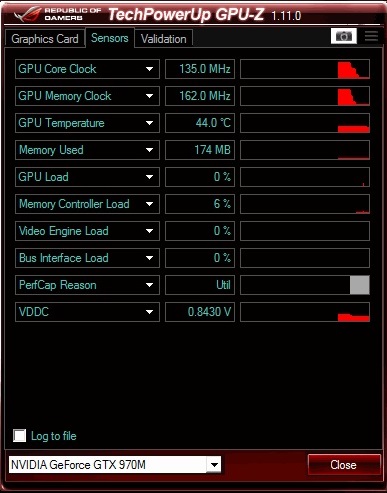 REPUBLIC OF
GAMERS
TechPowerUp GPU-Z 1.11.0
Graphics Card Sensors Validation
GPU Core Clock 135.0 MHz
GPU Memory Clock 162.0 MHz
GPU Temperature 44.0 °C
Memory Used 174 MB
GPU Load 0 %
Memory Controller Load 6 %
Video Engine Load 0 %
Bus Interface Load 0 %
PerfCap Reason Util
VDDC 0.8430 V
Log to file
NVIDIA GeForce GTX 970M Close